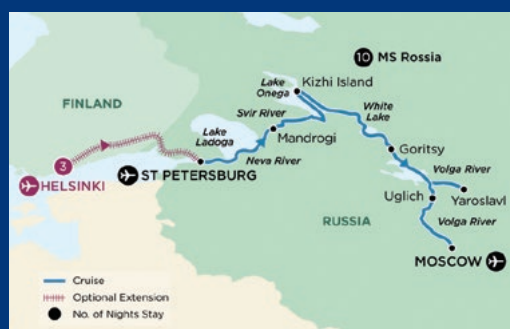 10 MS Rossia
Lake
Onega
Kizhi Island
FINLAND
Svir River
White
Lake
Lake
Ladoga
Mandrogi
3
Neva River
Goritsy
HELSINKI
ST PETERSBURG
Volga River
Uglich
Yaroslavl
RUSSIA
Volga River
MOSCOW
Cruise
Optional Extension
No. of Nights Stay